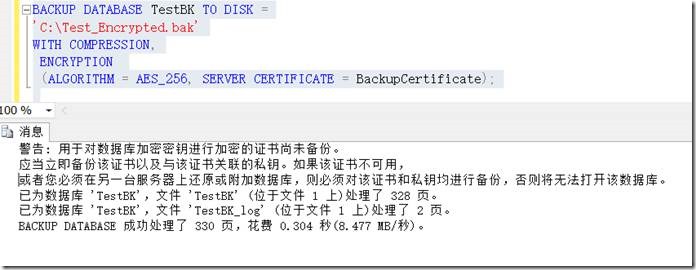 BACKUP DATABASE TestBK TO DISK =
'C:\Test_Encrypted.bak'
WITH COMPRESSION,
ENCRYPTION
(ALGORITHM = AES_256, SERVER CERTIFICATE = BackupCertificate);
100 %
消息
警告: 用于对数据库加密密钥进行加密的证书尚未备份。
应当立即备份该证书以及与该证书关联的私钥。如果该证书不可用,
或者您必须在另一台服务器上还原或附加数据库，则必须对该证书和私钥均进行备份，否则将无法打开该数据库。
已为数据库 'TestBK'，文件 'TestBK' (位于文件 1 上)处理了 328 页。
已为数据库 'TestBK'，文件 'TestBK_log' (位于文件 1 上)处理了 2 页。
BACKUP DATABASE 成功处理了 330 页，花费 0.304 秒(8.477 MB/秒)。